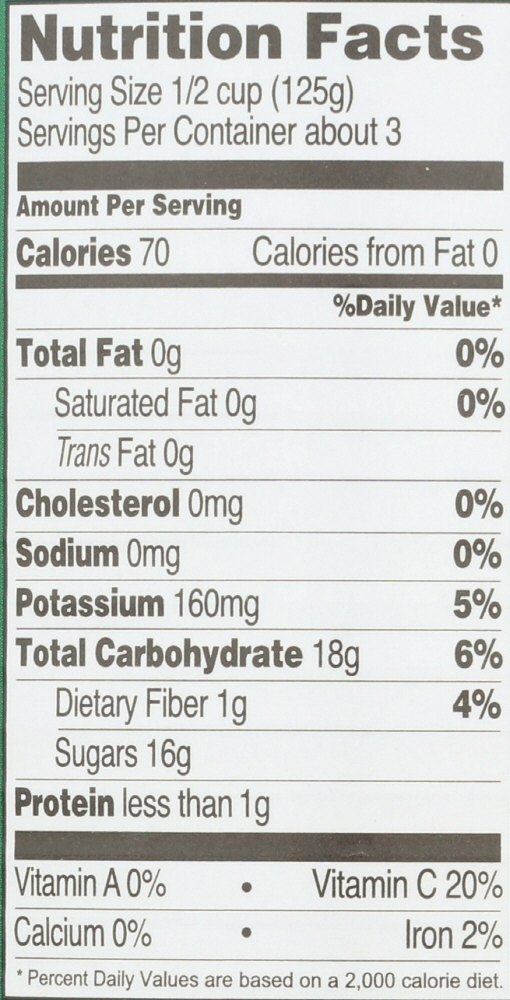 Nutrition Facts
Serving Size 1/2 cup (125g)
Servings Per Container about 3
Amount Per Serving
Calories 70 Calories from Fat 0
%Daily Value*
Total Fat 0g 0%
Saturated Fat 0g 0%
Trans Fat 0g
Cholesterol 0mg 0%
Sodium 0mg 0%
Potassium 160mg 5%
Total Carbohydrate 18g 6%
Dietary Fiber 1g 4%
Sugars 16g
Protein less than 1g
Vitamin A 0% • Vitamin C 20%
Calcium 0% • Iron 2%
* Percent Daily Values are based on a 2,000 calorie diet.